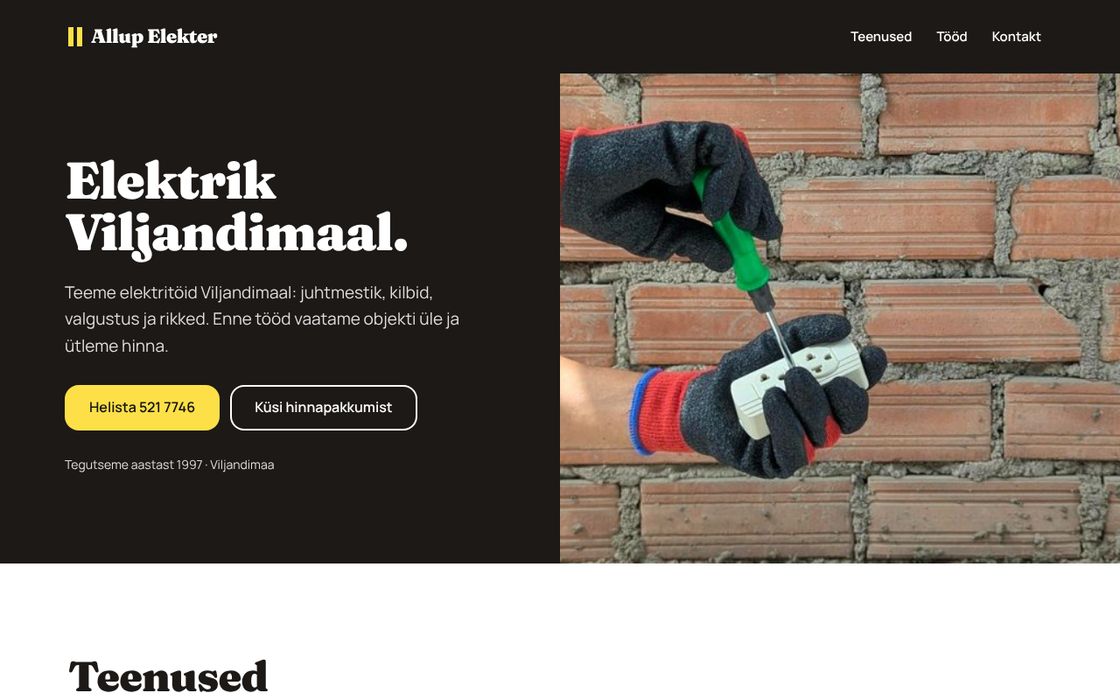 Allup Elekter
Teenused
Tööd
Kontakt
Elektrik
Viljandimaal.
Teeme elektritöid Viljandimaal: juhtmestik, kilbid,
valgustus ja rikked. Enne tööd vaatame objekti üle ja
ütleme hinna.
Helista 521 7746
Küsi hinnapakkumist
Tegutseme aastast 1997 · Viljandimaa
Teenused